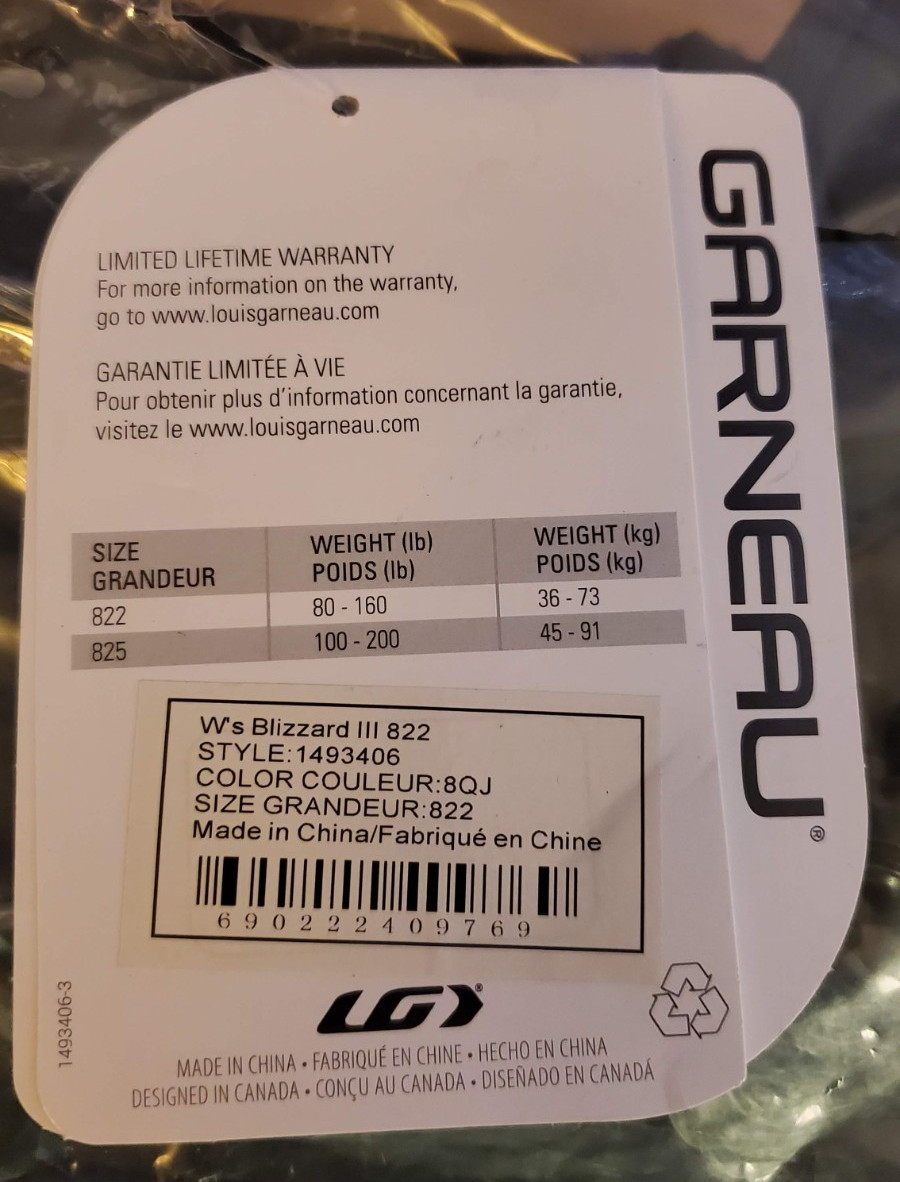 LIMITED LIFETIME WARRANTY
For more information on the warranty,
go to www.louisgarneau.com
GARANTIE LIMITÉE À VIE
Pour obtenir plus d'information concernant la garantie,
visitez le www.louisgarneau.com
SIZE WEIGHT (lb) WEIGHT (kg)
GRANDEUR POIDS (lb) POIDS (kg)
822 80 - 160 36 - 73
825 100 - 200 45 - 91
W's Blizzard III 822
STYLE:1493406
COLOR COULEUR:8QJ
SIZE GRANDEUR:822
Made in China/Fabriqué en Chine
690222409769
LG®
MADE IN CHINA • FABRIQUÉ EN CHINE • HECHO EN CHINA
DESIGNED IN CANADA • CONÇU AU CANADA • DISEÑADO EN CANADÁ
1493406-3
GARNEAU®